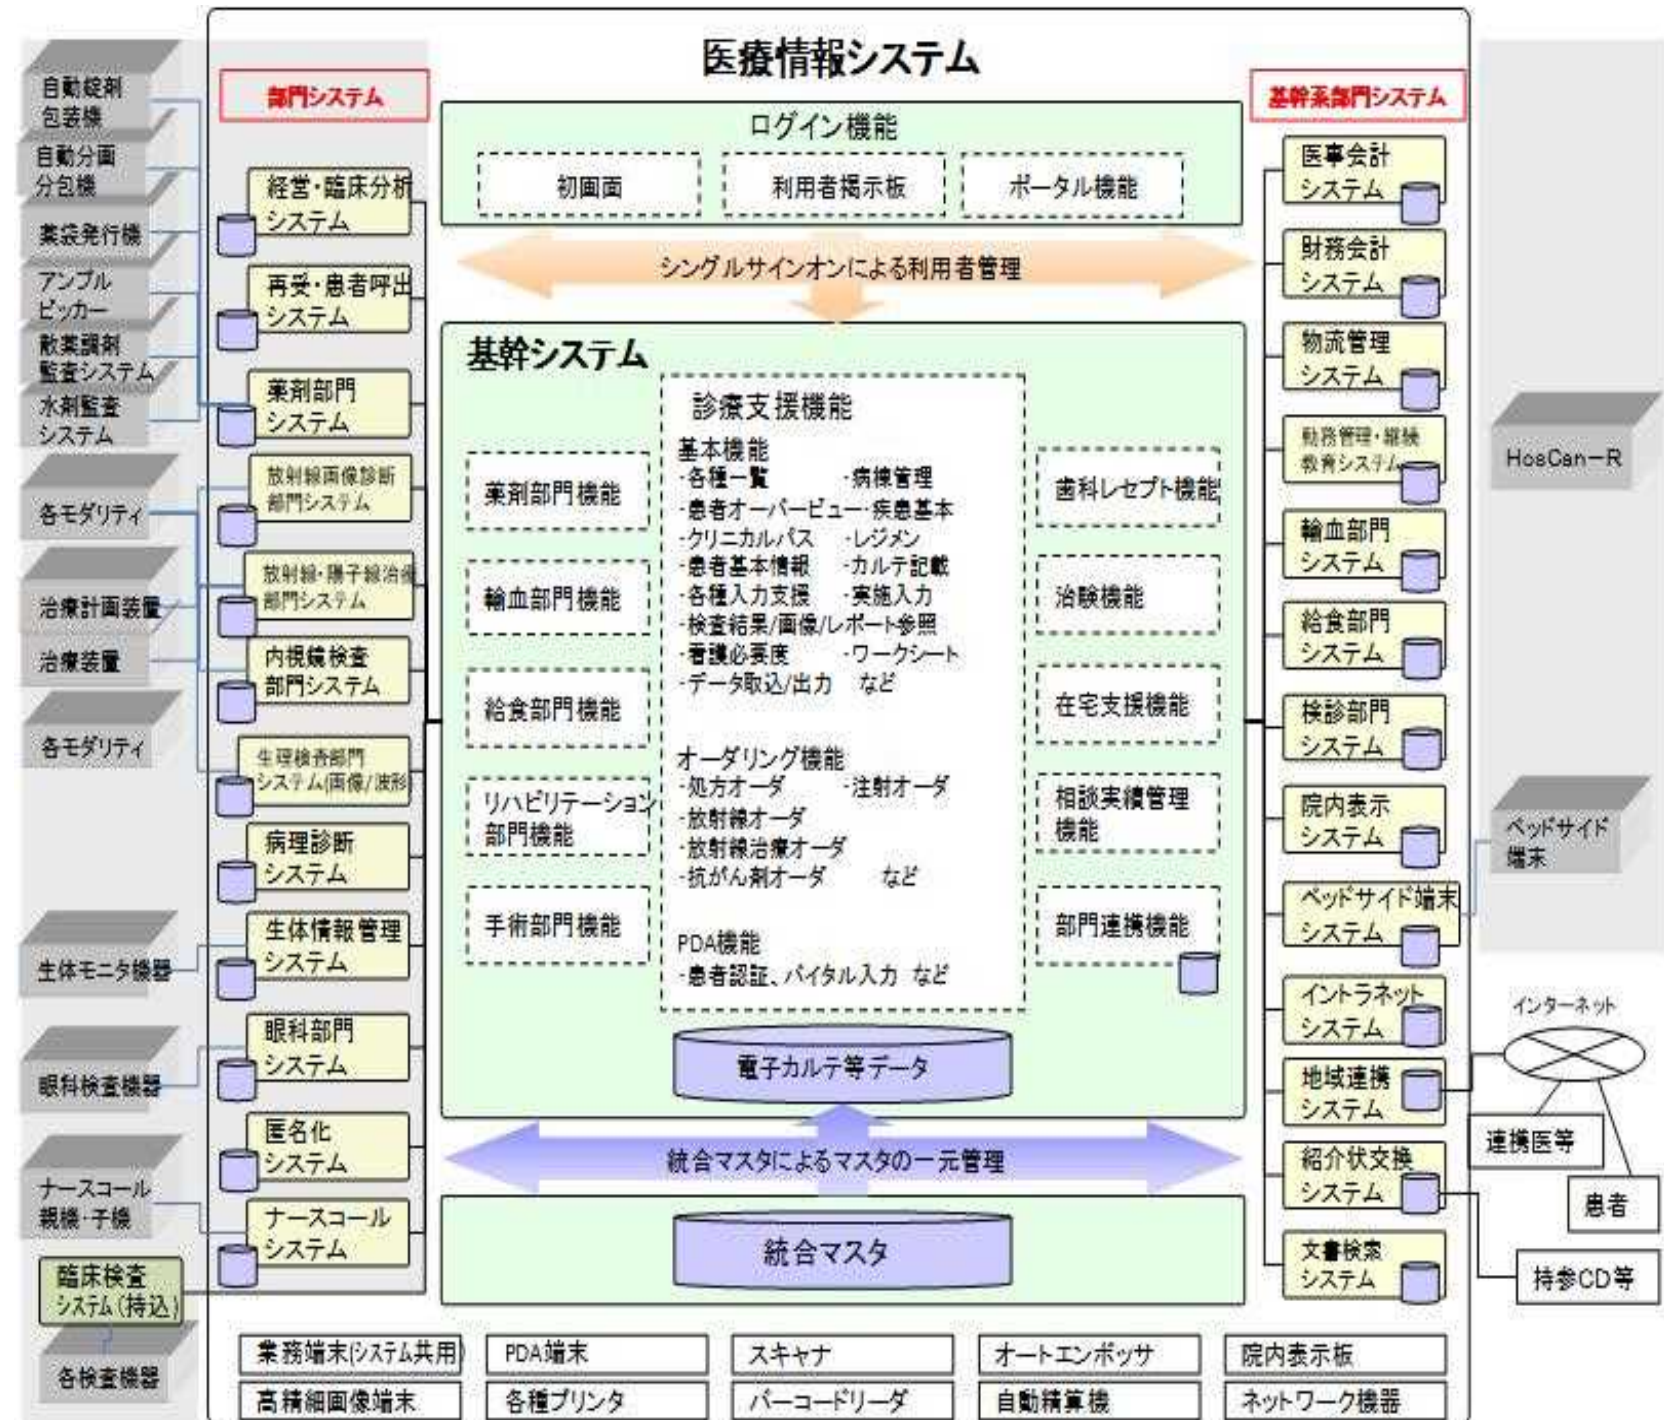 医療情報システム
自動錠剤
包装機
自動分画
分包機
薬袋発行機
アンプル
ピッカー
散薬調剤
監査システム
水剤監査
システム
各モダリティ
治療計画装置
治療装置
各モダリティ
生体モニタ機器
眼科検査機器
ナースコール
親機・子機
臨床検査
システム(持込)
各検査機器
部門システム
経営・臨床分析
システム
再受・患者呼出
システム
薬剤部門
システム
放射線画像診断
部門システム
放射線・陽子線治療
部門システム
内視鏡検査
部門システム
生理検査部門
システム(画像/波形)
病理診断
システム
生体情報管理
システム
眼科部門
システム
匿名化
システム
ナースコール
システム
ログイン機能
初画面
利用者掲示板
ポータル機能
シングルサインオンによる利用者管理
基幹システム
薬剤部門機能
輸血部門機能
給食部門機能
リハビリテーション
部門機能
手術部門機能
診療支援機能
基本機能
・各種一覧 ・病棟管理
・患者オーバービュー・疾患基本
・クリニカルパス ・レジメン
・患者基本情報 ・カルテ記載
・各種入力支援 ・実施入力
・検査結果/画像/レポート参照
・看護必要度 ・ワークシート
・データ取込/出力 など
オーダリング機能
・処方オーダ ・注射オーダ
・放射線オーダ
・放射線治療オーダ
・抗がん剤オーダ など
PDA機能
・患者認証、バイタル入力 など
歯科レセプト機能
治験機能
在宅支援機能
相談実績管理
機能
部門連携機能
電子カルテ等データ
統合マスタによるマスタの一元管理
統合マスタ
基幹系部門システム
医事会計
システム
財務会計
システム
物流管理
システム
勤務管理・継続
教育システム
輸血部門
システム
給食部門
システム
検診部門
システム
院内表示
システム
ベッドサイド端末
システム
イントラネット
システム
地域連携
システム
紹介状交換
システム
文書検索
システム
HosCan－R
ベッドサイド
端末
インターネット
連携医等
患者
持参CD等
業務端末(システム共用)
PDA端末
スキャナ
オートエンボッサ
院内表示板
高精細画像端末
各種プリンタ
バーコードリーダ
自動精算機
ネットワーク機器